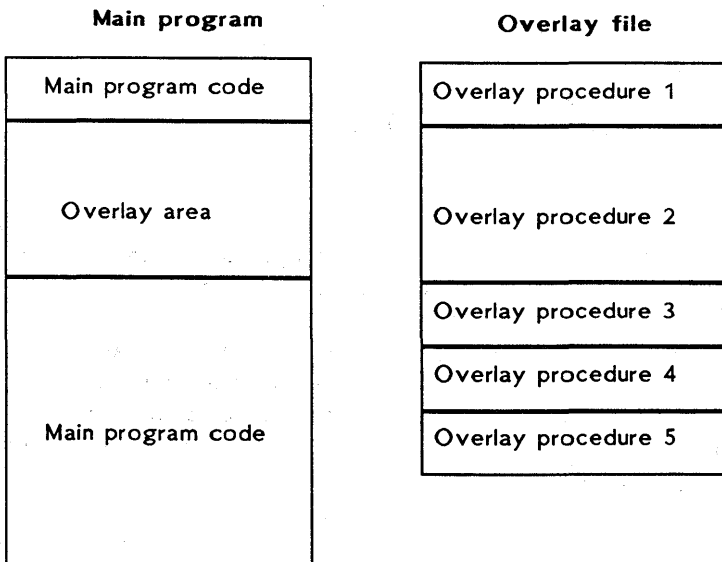 Main program
Main program code
Overlay area
Main program code
Overlay file
Overlay procedure 1
Overlay procedure 2
Overlay procedure 3
Overlay procedure 4
Overlay procedure 5